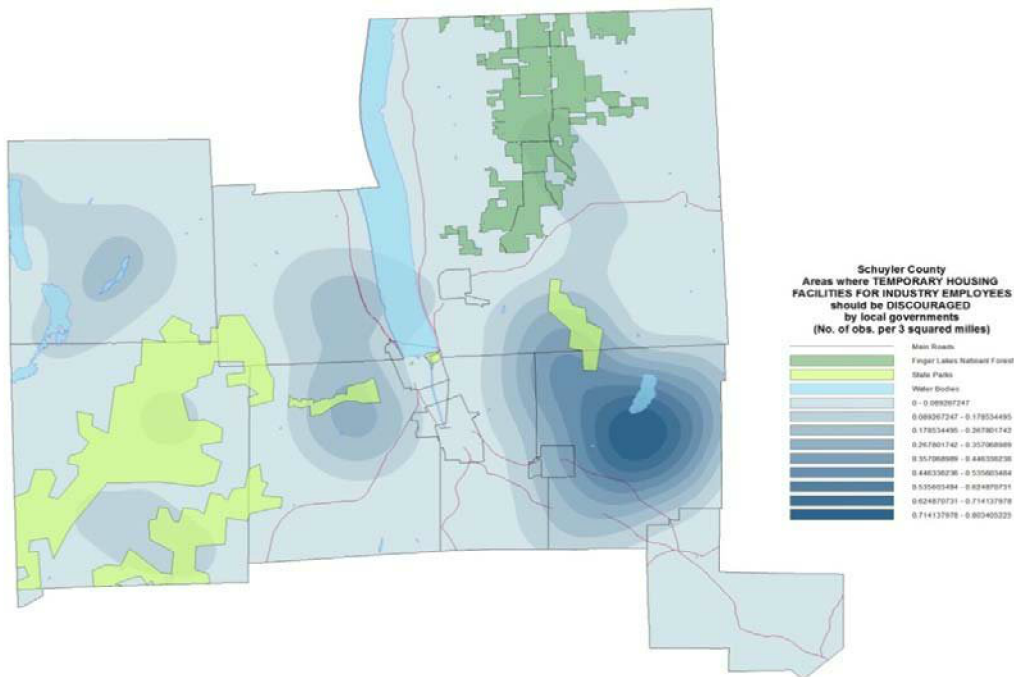 Schuyler County
Areas where TEMPORARY HOUSING
FACILITIES FOR INDUSTRY EMPLOYEES
should be DISCOURAGED
by local governments
(No. of obs. per 3 squared milles)
Main Roads
Finger Lakes National Forest
State Parks
Water Bodies
0 - 0.089267247
0.089267247 - 0.178534495
0.178534495 - 0.267801742
0.267801742 - 0.357068989
0.357068989 - 0.446336236
0.446336236 - 0.535603484
0.535603484 - 0.624870731
0.624870731 - 0.714137978
0.714137978 - 0.803405225